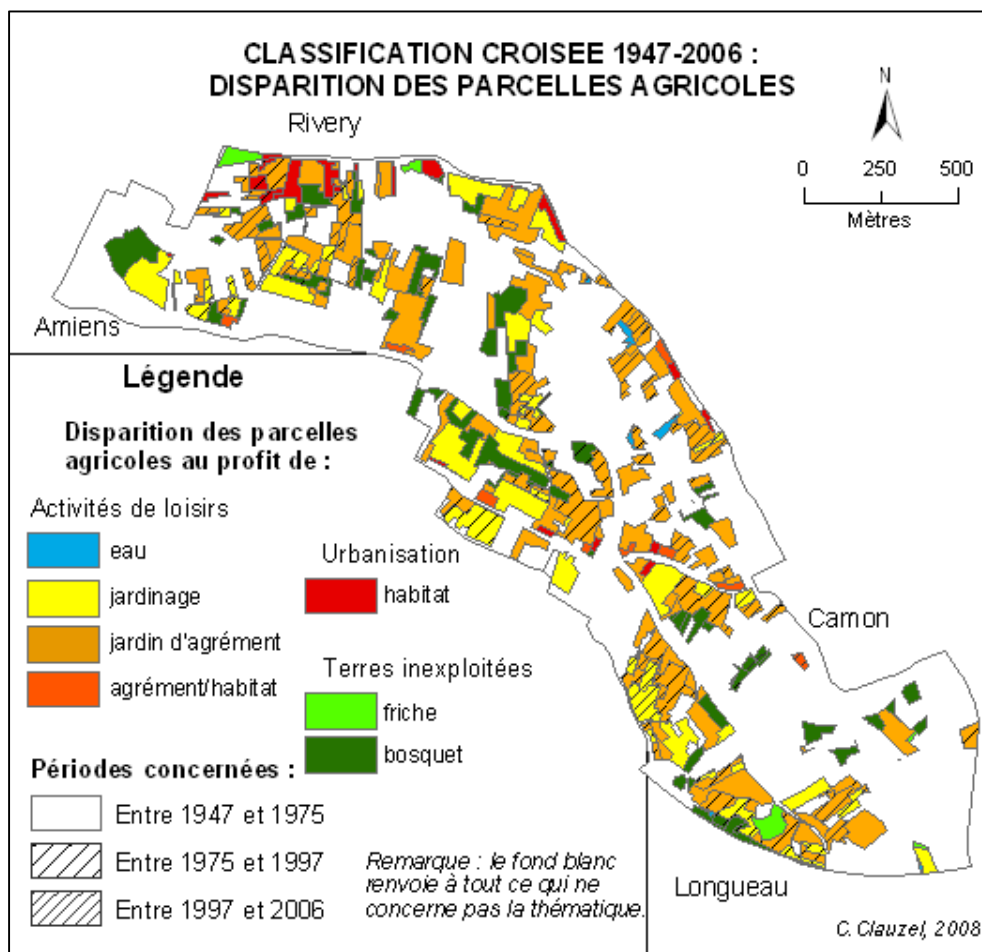 CLASSIFICATION CROISEE 1947-2006 :
DISPARITION DES PARCELLES AGRICOLES
Rivery
N
0 250 500
Mètres
Amiens
Légende
Disparition des parcelles
agricoles au profit de :
Activités de loisirs
eau
jardinage
jardin d'agrément
agrément/habitat
Urbanisation
habitat
Terres inexploitées
friche
bosquet
Camon
Périodes concernées :
Entre 1947 et 1975
Entre 1975 et 1997
Entre 1997 et 2006
Remarque : le fond blanc
renvoie à tout ce qui ne
concerne pas la thématique.
Longueau
C. Clauzel, 2008